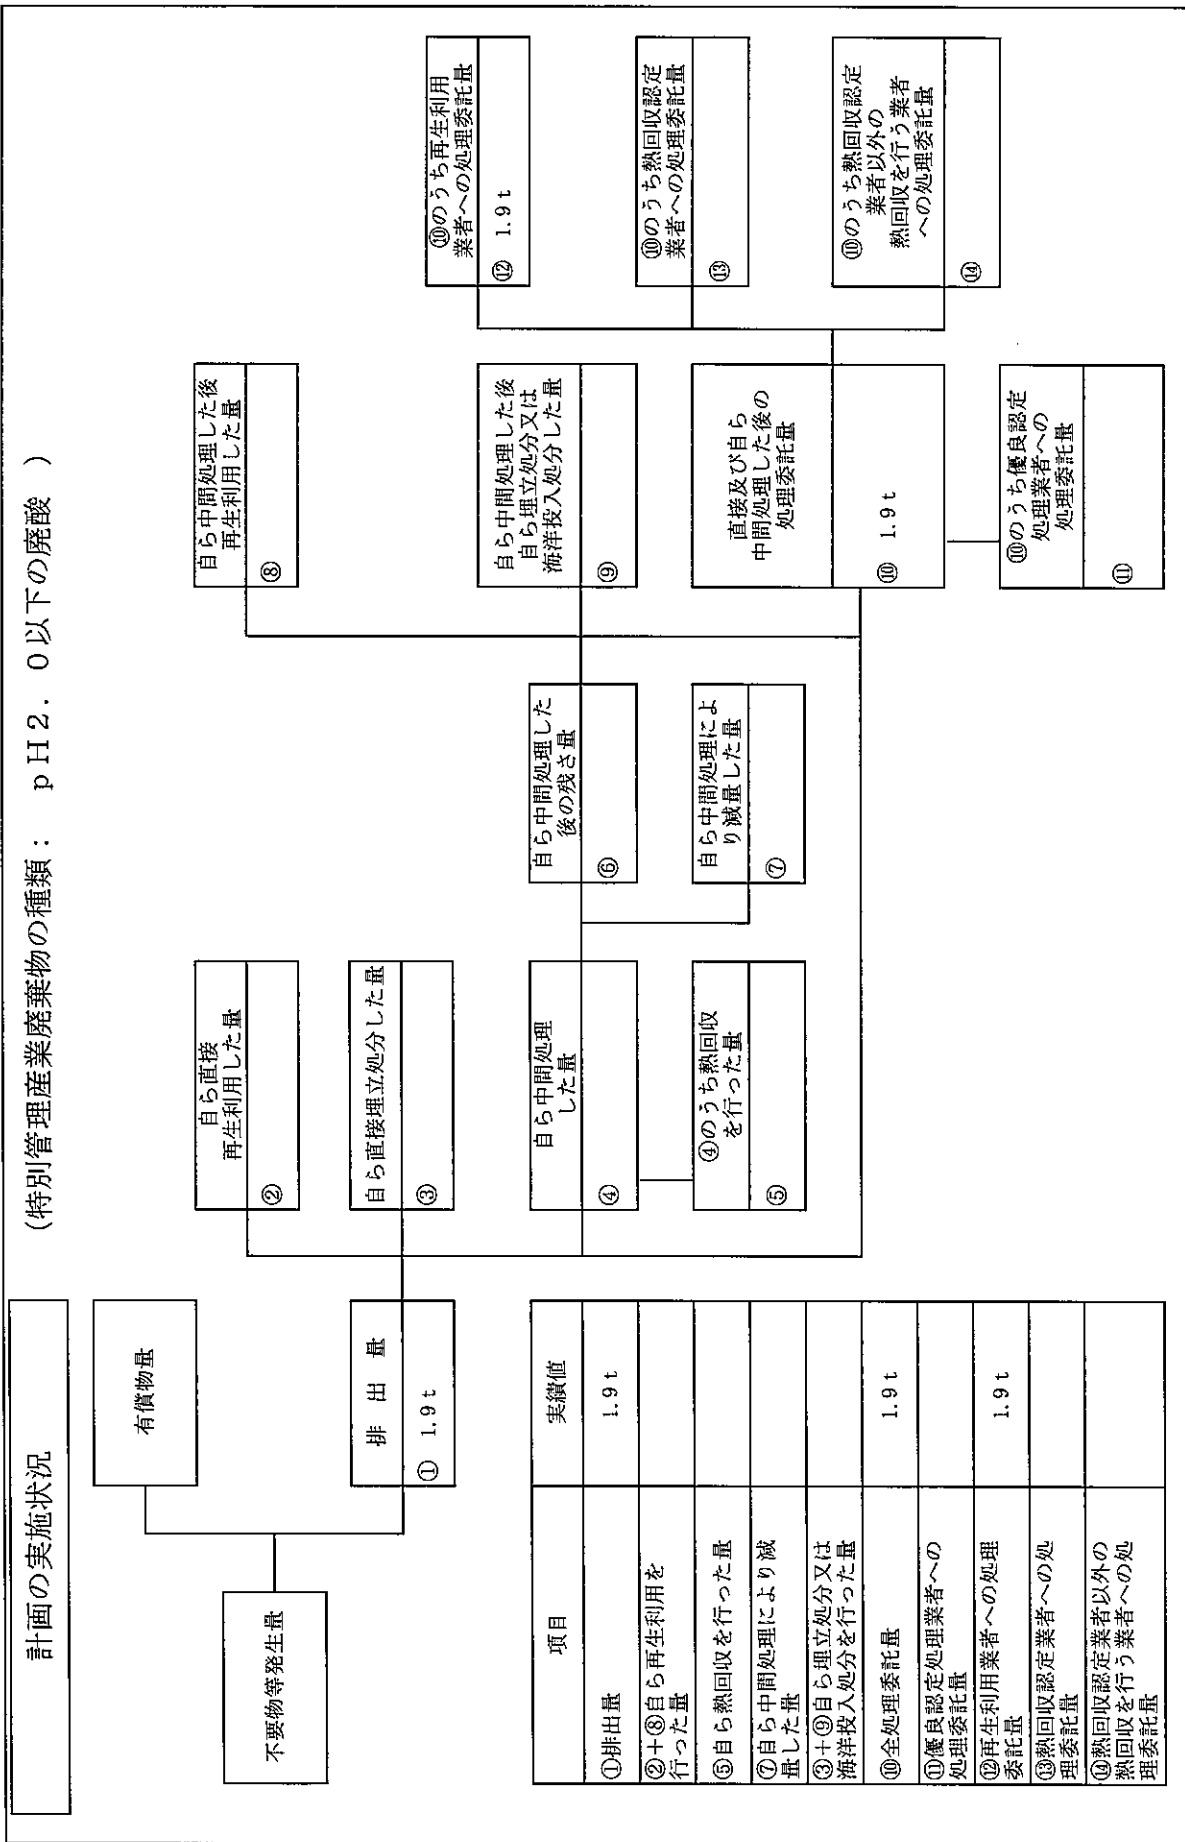 計画の実施状況
(特別管理産業廃棄物の種類： ｐＨ２．０以下の廃酸 )
不要物等発生量
有償物量
排 出 量
① 1.9 t
自ら直接
再生利用した量
②
自ら直接埋立処分した量
③
自ら中間処理
した量
④
④のうち熱回収
を行った量
⑤
自ら中間処理した
後の残さ量
⑥
自ら中間処理によ
り減量した量
⑦
自ら中間処理した後
再生利用した量
⑧
自ら中間処理した後
自ら埋立処分又は
海洋投入処分した量
⑨
直接及び自ら
中間処理した後の
処理委託量
⑩ 1.9 t
⑩のうち優良認定
処理業者への
処理委託量
⑪
⑩のうち再生利用
業者への処理委託量
⑫ 1.9 t
⑩のうち熱回収認定
業者への処理委託量
⑬
⑩のうち熱回収認定
業者以外の
熱回収を行う業者
への処理委託量
⑭
項目 実績値
①排出量 1.9 t
②＋⑧自ら再生利用を
行った量
⑤自ら熱回収を行った量
⑦自ら中間処理により減
量した量
③＋⑨自ら埋立処分又は
海洋投入処分を行った量
⑩全処理委託量 1.9 t
⑪優良認定処理業者への
処理委託量
⑫再生利用業者への処理
委託量 1.9 t
⑬熱回収認定業者への処
理委託量
⑭熱回収認定業者以外の
熱回収を行う業者への処
理委託量